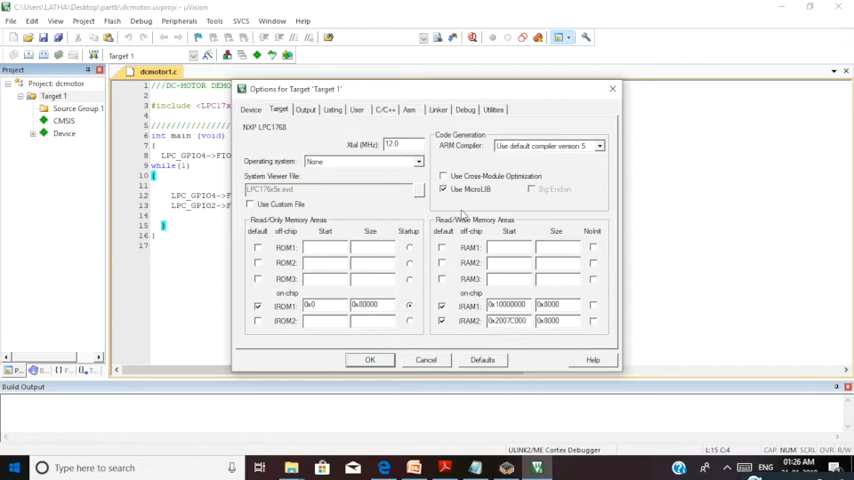 C:\Users\LATHA\Desktop\partb\dcmotor.uvprojx - µVision
File Edit View Project Flash Debug Peripherals Tools SVCS Window Help
Target 1
Project
dcmotor1.c
Project: dcmotor
Target 1
Source Group 1
CMSIS
Device
1 ///DC-MOTOR DEMO
2
3 #include <LPC17x
4
5
6 int main (void)
7 {
8 LPC_GPIO4->FIO
9 while(1)
10 {
11
12 LPC_GPIO4->F
13 LPC_GPIO2->F
14
15 }
16 }
17
Options for Target 'Target 1'
Device Target Output Listing User C/C++ Asm Linker Debug Utilities
NXP LPC1768
Xtal (MHz): 12.0
Operating system: None
System Viewer File:
LPC176x5x.svd
Use Custom File
Code Generation
ARM Compiler: Use default compiler version 5
Use Cross-Module Optimization
Use MicroLIB Big Endian
Read/Only Memory Areas
default off-chip Start Size Startup
ROM1:
ROM2:
ROM3:
on-chip
IROM1: 0x0 0x80000
IROM2:
Read/Write Memory Areas
default off-chip Start Size NoInit
RAM1:
RAM2:
RAM3:
on-chip
IRAM1: 0x10000000 0x8000
IRAM2: 0x2007C000 0x8000
OK Cancel Defaults Help
P... B... {} F... T...
Build Output
ULINK2/ME Cortex Debugger L:15 C:4 CAP NUM SCRL OVR R/W
Type here to search
ENG
01:26 AM